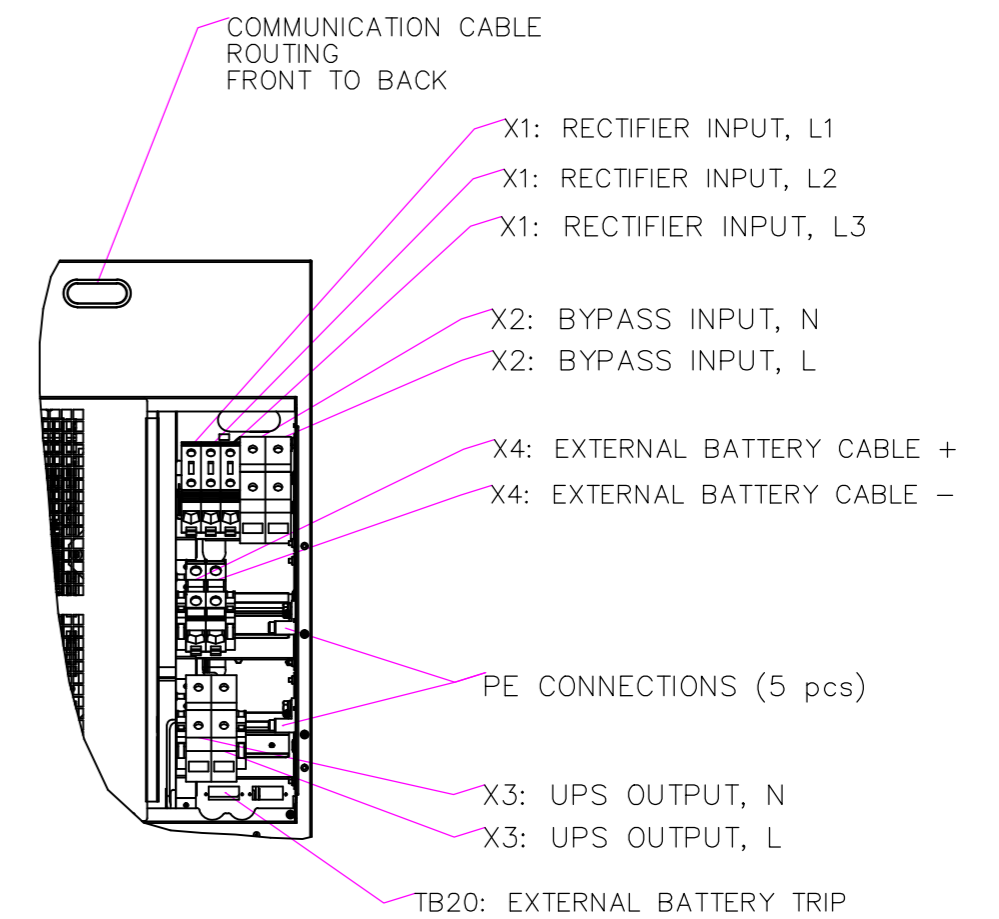 COMMUNICATION CABLE
ROUTING
FRONT TO BACK
X1: RECTIFIER INPUT, L1
X1: RECTIFIER INPUT, L2
X1: RECTIFIER INPUT, L3
X2: BYPASS INPUT, N
X2: BYPASS INPUT, L
X4: EXTERNAL BATTERY CABLE +
X4: EXTERNAL BATTERY CABLE −
PE CONNECTIONS (5 pcs)
X3: UPS OUTPUT, N
X3: UPS OUTPUT, L
TB20: EXTERNAL BATTERY TRIP